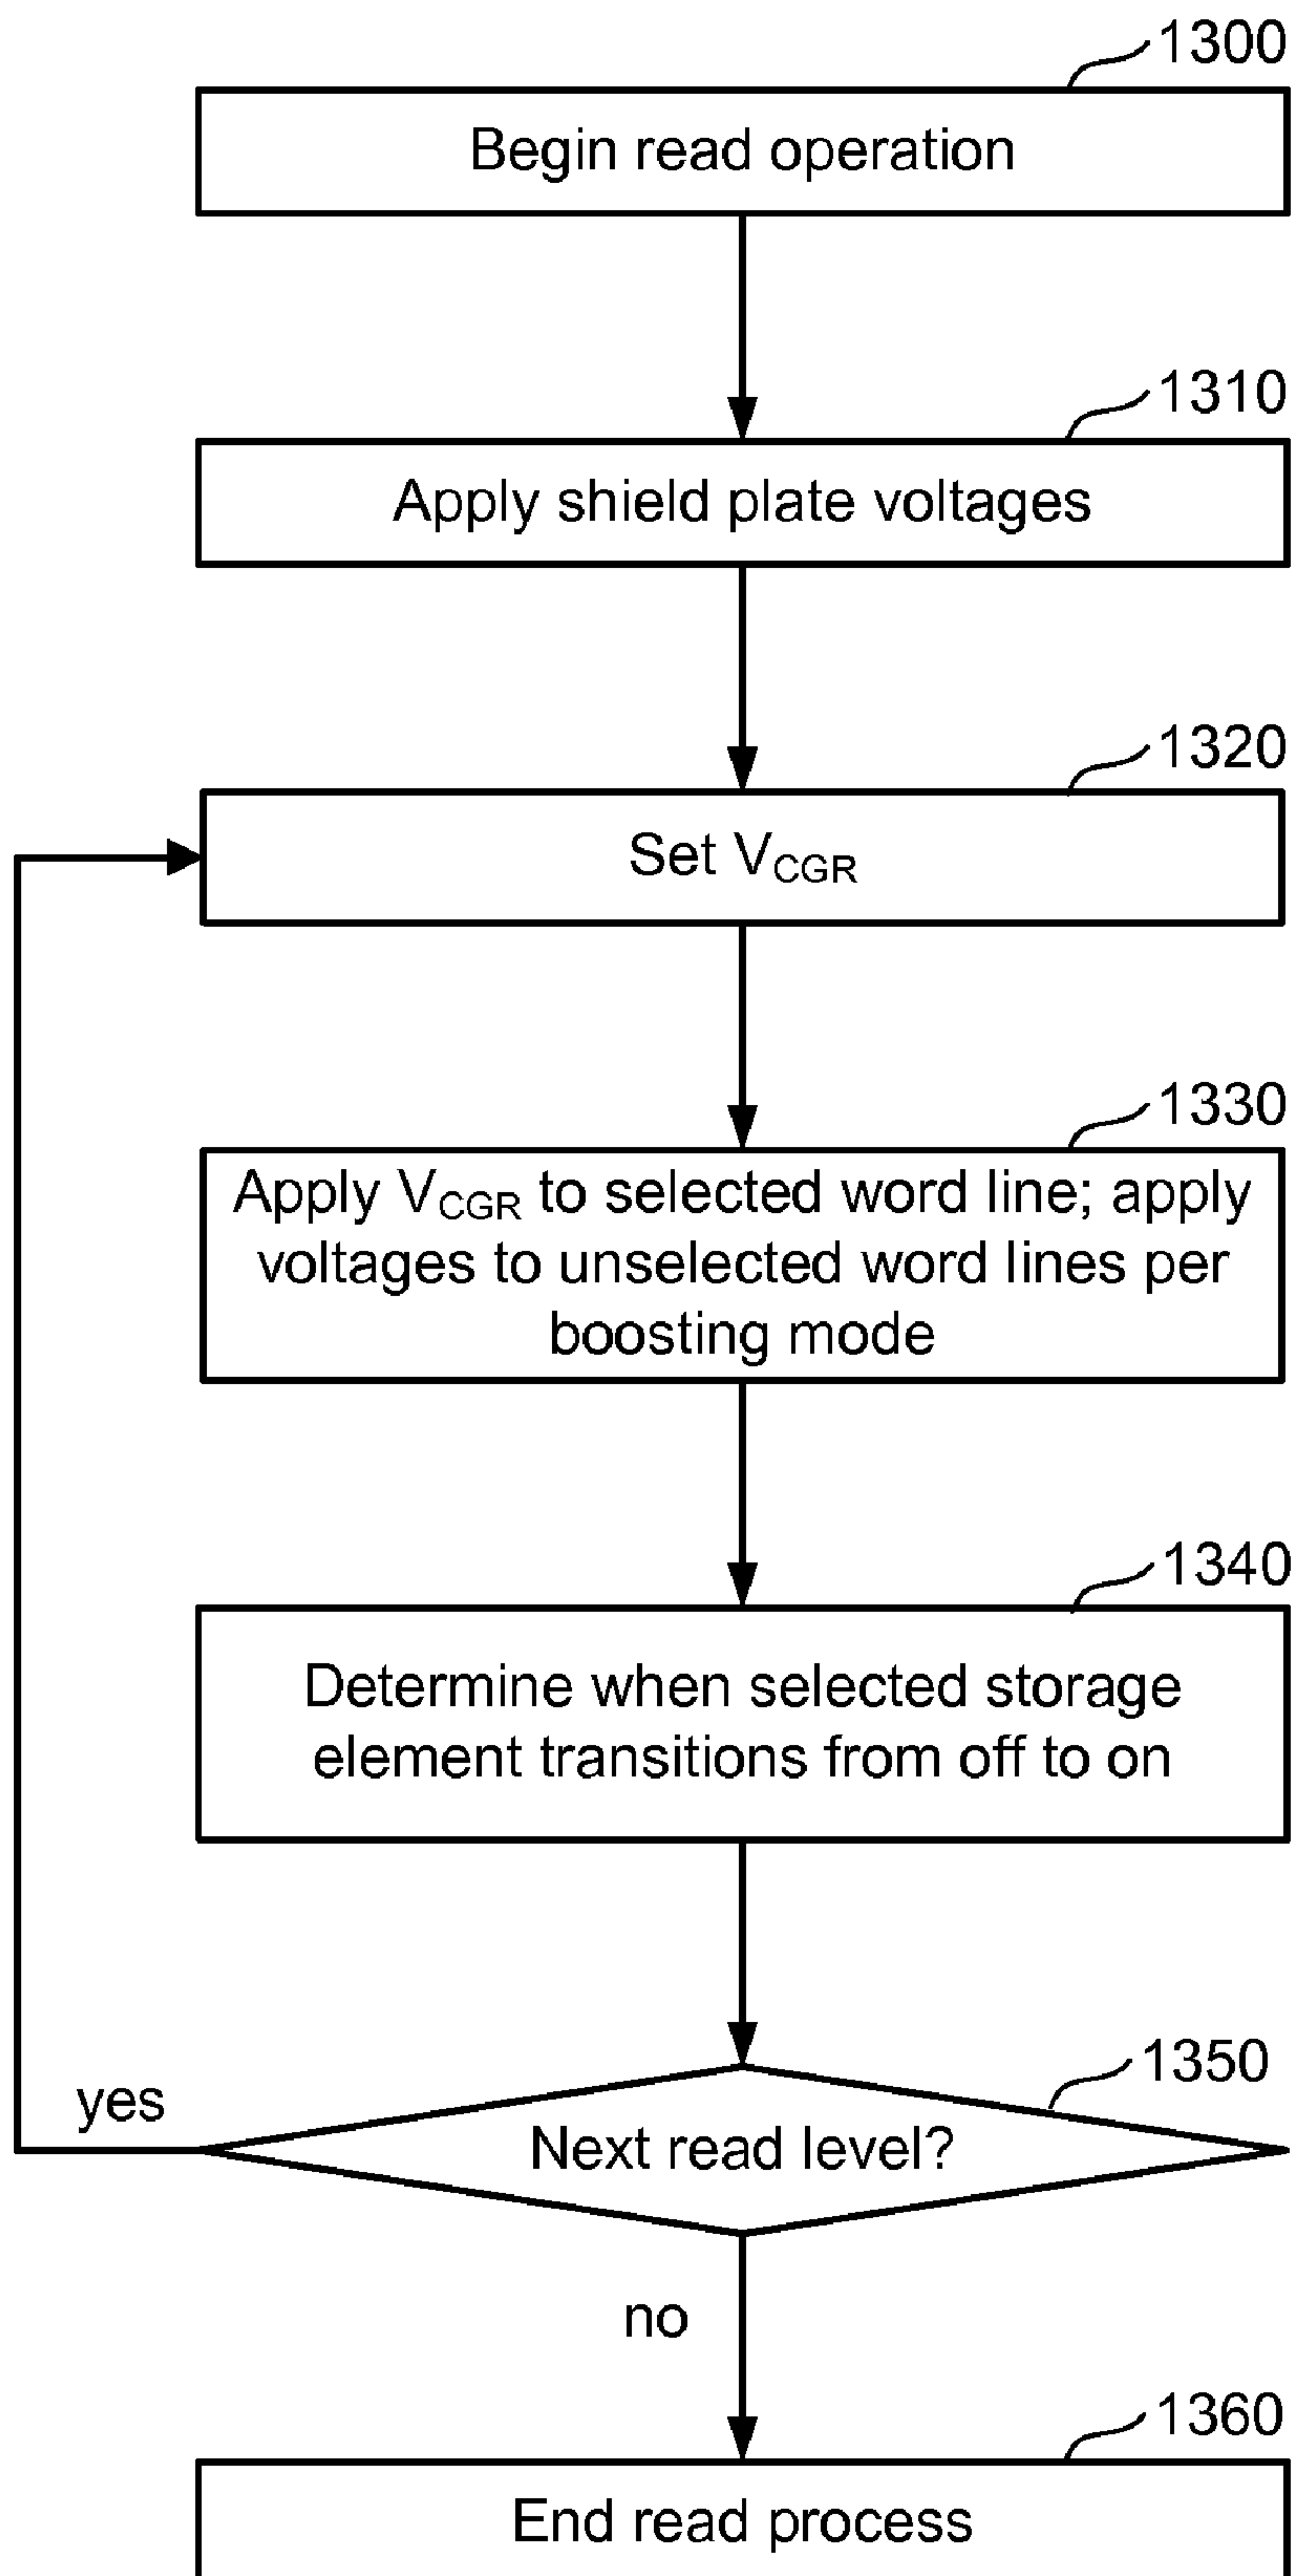 1300
Begin read operation
1310
Apply shield plate voltages
1320
Set VCGR
1330
Apply VCGR to selected word line; apply
voltages to unselected word lines per
boosting mode
1340
Determine when selected storage
element transitions from off to on
1350
yes
Next read level?
no
1360
End read process